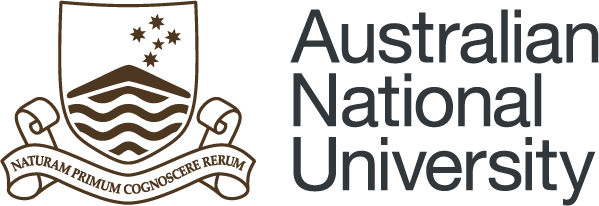 Australian
National
University
NATURAM PRIMUM COGNOSCERE RERUM